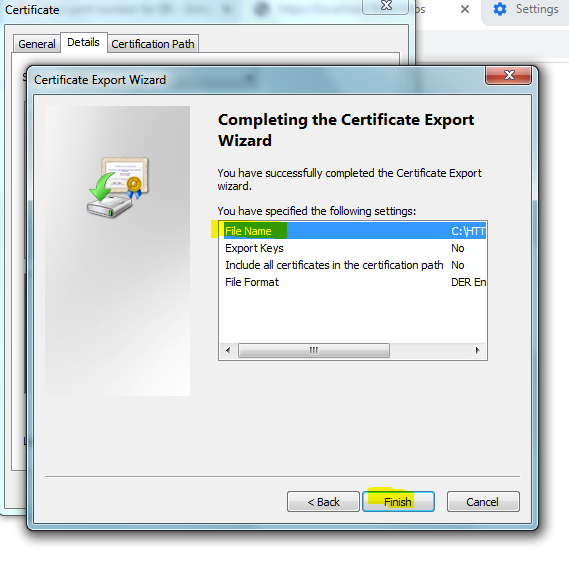 Certificate
Settings
General
Details
Certification Path
Certificate Export Wizard
Completing the Certificate Export
Wizard
You have successfully completed the Certificate Export
wizard.
You have specified the following settings:
File Name C:\HTT
Export Keys No
Include all certificates in the certification path No
File Format DER En
< Back
Finish
Cancel